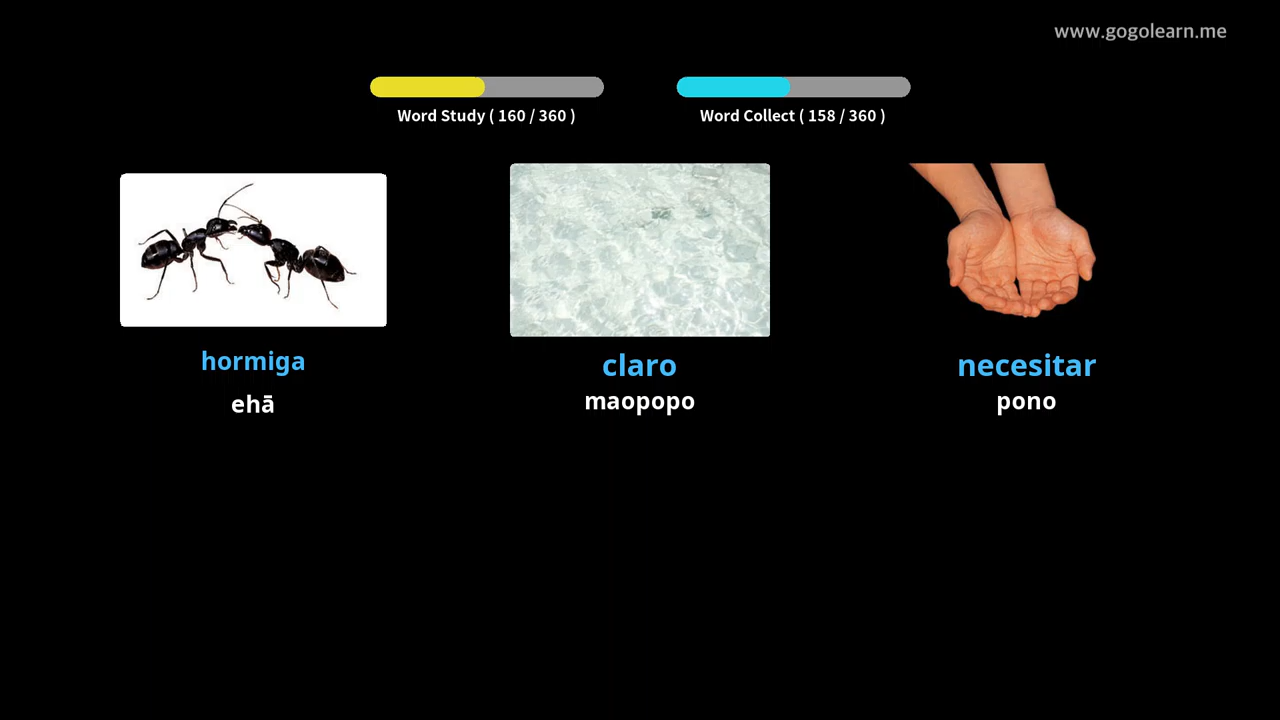 www.gogolearn.me
Word Study ( 160 / 360 )
Word Collect ( 158 / 360 )
hormiga
ehā
claro
maopopo
necesitar
pono